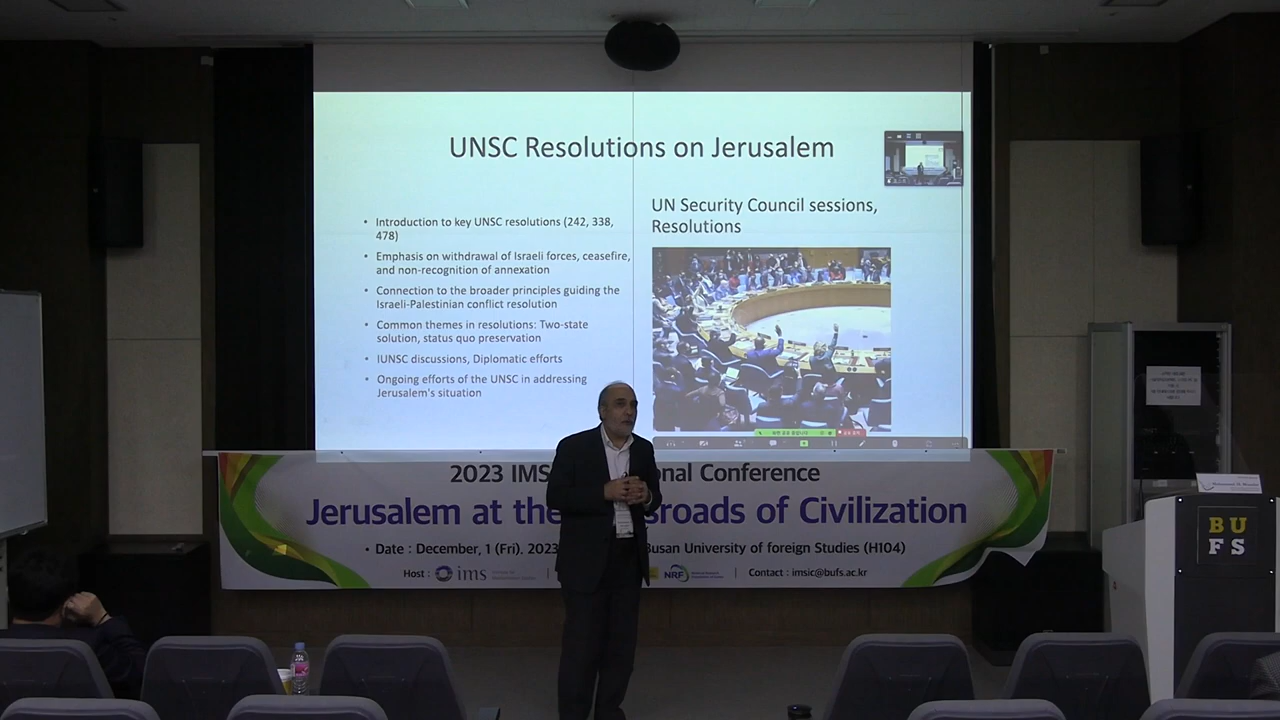 UNSC Resolutions on Jerusalem
• Introduction to key UNSC resolutions (242, 338,
478)
• Emphasis on withdrawal of Israeli forces, ceasefire,
and non-recognition of annexation
• Connection to the broader principles guiding the
Israeli-Palestinian conflict resolution
• Common themes in resolutions: Two-state
solution, status quo preservation
• IUNSC discussions, Diplomatic efforts
• Ongoing efforts of the UNSC in addressing
Jerusalem's situation
UN Security Council sessions,
Resolutions
2023 IMS onal Conference
Jerusalem at the sroads of Civilization
• Date : December, 1 (Fri). 2023 Busan University of foreign Studies (H104)
Host : ims NRF Contact : imsic@bufs.ac.kr
BU
FS